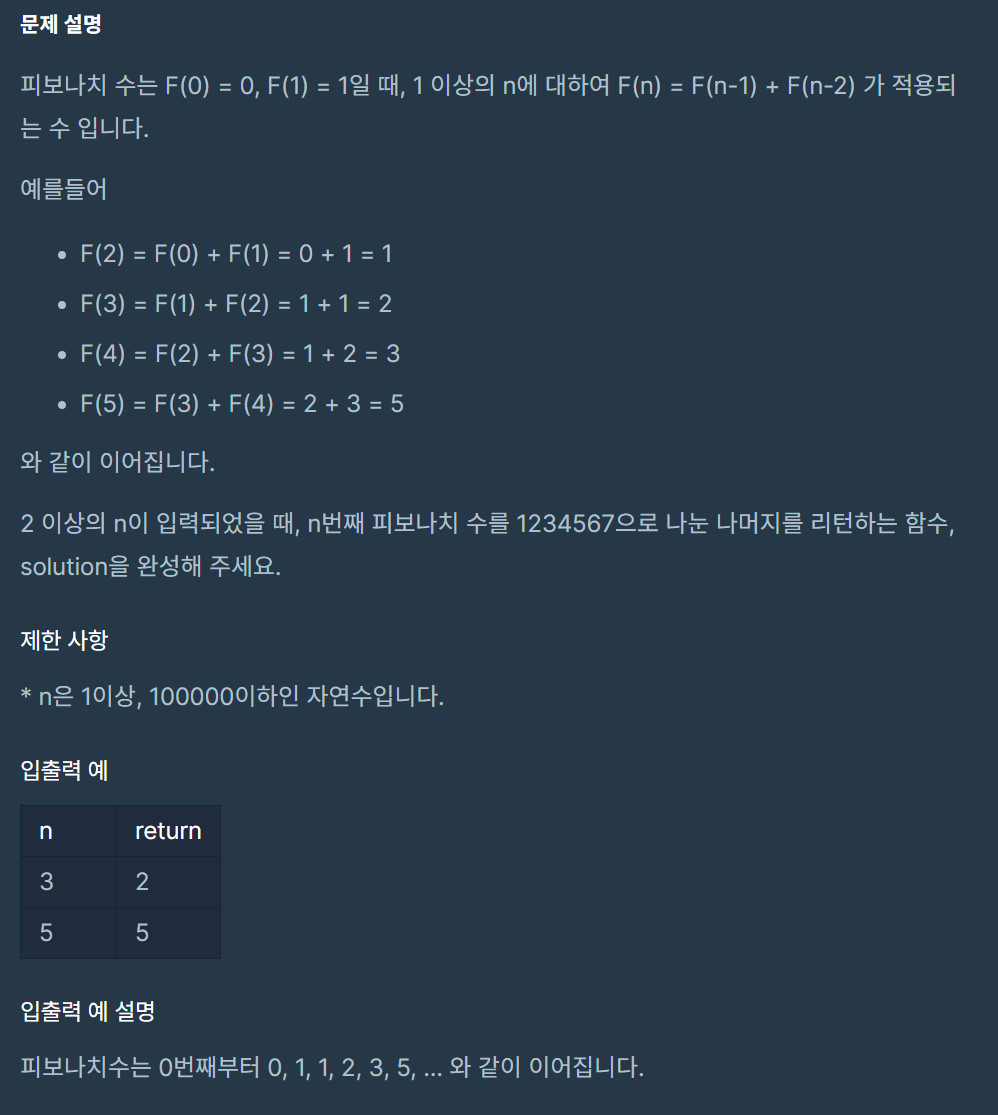 문제 설명
피보나치 수는 F(0) = 0, F(1) = 1일 때, 1 이상의 n에 대하여 F(n) = F(n-1) + F(n-2) 가 적용되
는 수 입니다.
예를들어
• F(2) = F(0) + F(1) = 0 + 1 = 1
• F(3) = F(1) + F(2) = 1 + 1 = 2
• F(4) = F(2) + F(3) = 1 + 2 = 3
• F(5) = F(3) + F(4) = 2 + 3 = 5
와 같이 이어집니다.
2 이상의 n이 입력되었을 때, n번째 피보나치 수를 1234567으로 나눈 나머지를 리턴하는 함수,
solution을 완성해 주세요.
제한 사항
* n은 1이상, 100000이하인 자연수입니다.
입출력 예
n return
3 2
5 5
입출력 예 설명
피보나치수는 0번째부터 0, 1, 1, 2, 3, 5, ... 와 같이 이어집니다.